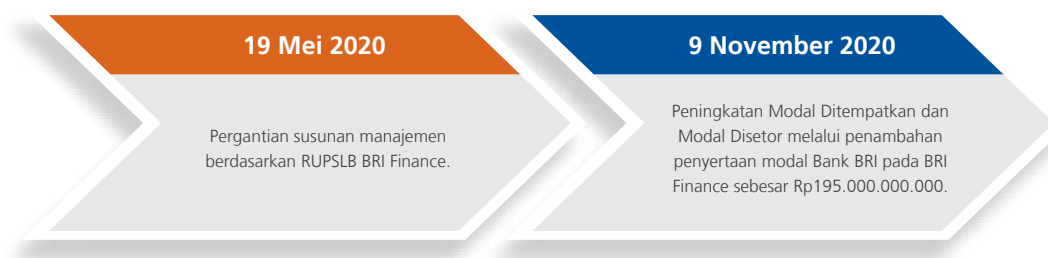 19 Mei 2020
Pergantian susunan manajemen
berdasarkan RUPSLB BRI Finance.
9 November 2020
Peningkatan Modal Ditempatkan dan
Modal Disetor melalui penambahan
penyertaan modal Bank BRI pada BRI
Finance sebesar Rp195.000.000.000.